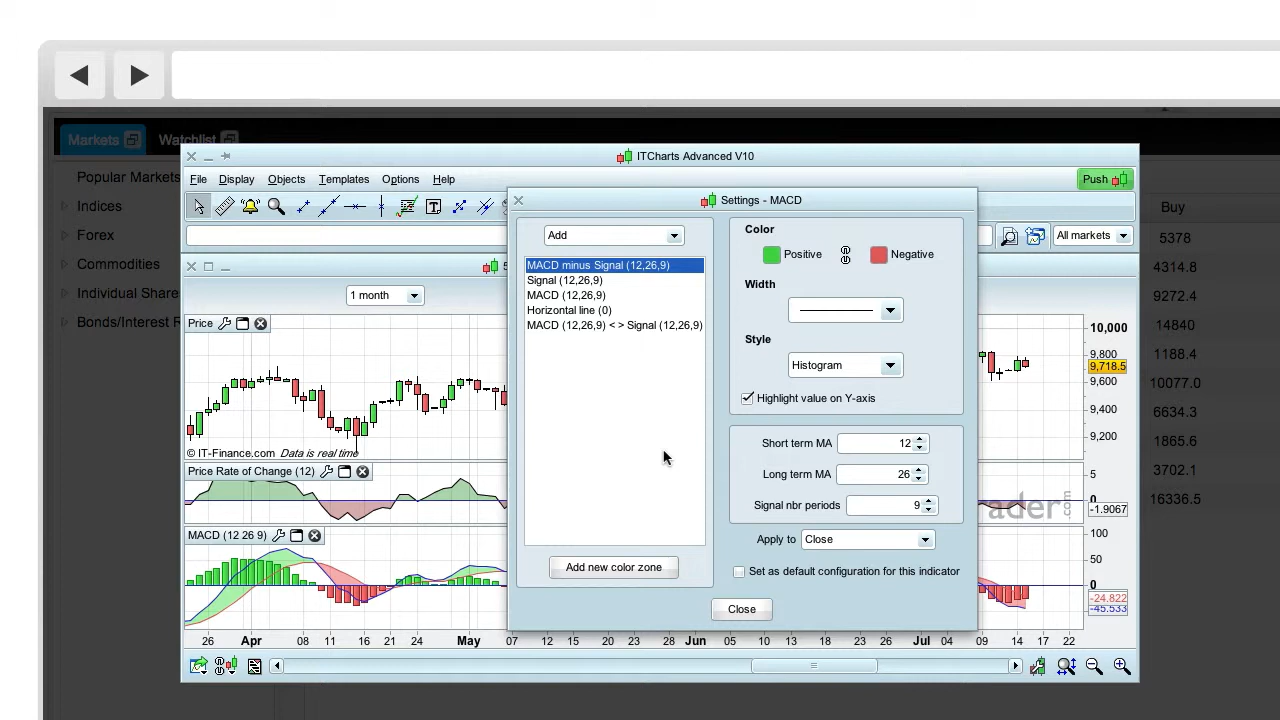 Markets
Watchlist
Popular Markets
Indices
Forex
Commodities
Individual Share
Bonds/Interest R
Buy
5378
4314.8
9272.4
14840
1188.4
10077.0
6634.3
1865.6
3702.1
16336.5
ITCharts Advanced V10
File Display Objects Templates Options Help
Push
All markets
1 month
Price
© IT-Finance.com Data is real time
10,000
9,800
9,718.5
9,600
9,400
9,200
Price Rate of Change (12)
5
0
-1.9067
.com
MACD (12 26 9)
100
50
0
-24.822
-45.533
26 Apr 08 11 16 21 24 May 07 12 15 20 23 28 Jun 05 10 13 18 21 26 Jul 04 09 14 17 22
Settings - MACD
Add
MACD minus Signal (12,26,9)
Signal (12,26,9)
MACD (12,26,9)
Horizontal line (0)
MACD (12,26,9) < > Signal (12,26,9)
Add new color zone
Color
Positive Negative
Width
Style
Histogram
Highlight value on Y-axis
Short term MA 12
Long term MA 26
Signal nbr periods 9
Apply to Close
Set as default configuration for this indicator
Close